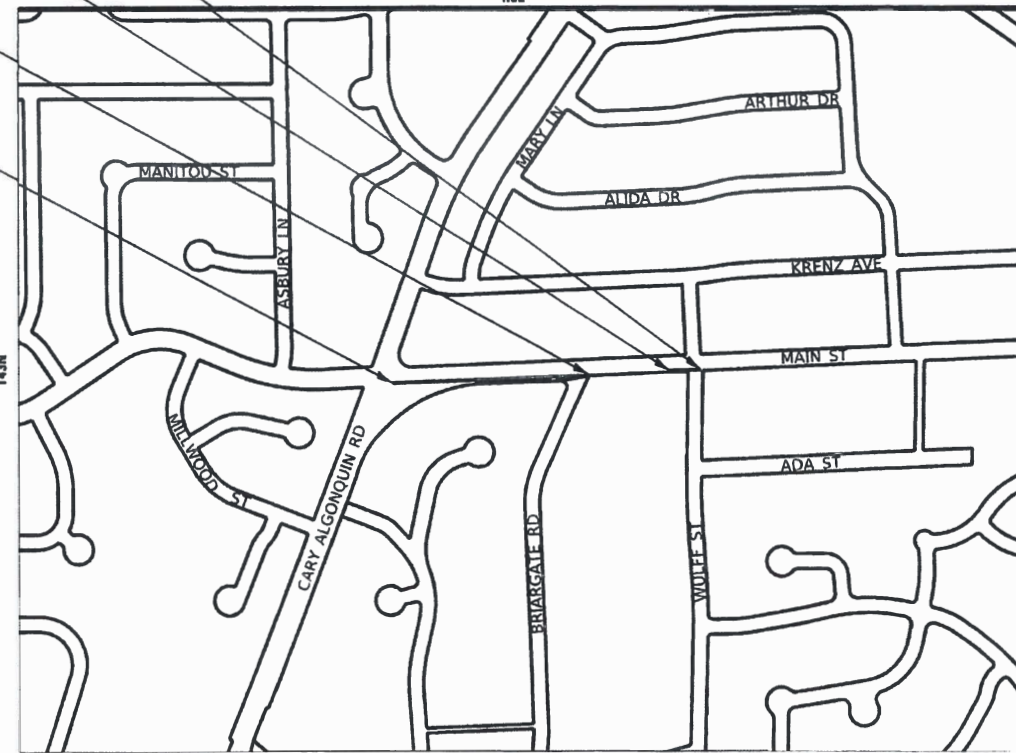 ARTHUR DR
MARY LN
MANITOU ST
ALIDA DR
ASBURY LN
KRENZ AVE
MAIN ST
MILLWOOD ST
CARY ALGONQUIN RD
ADA ST
BRIARGATE RD
WULFF ST